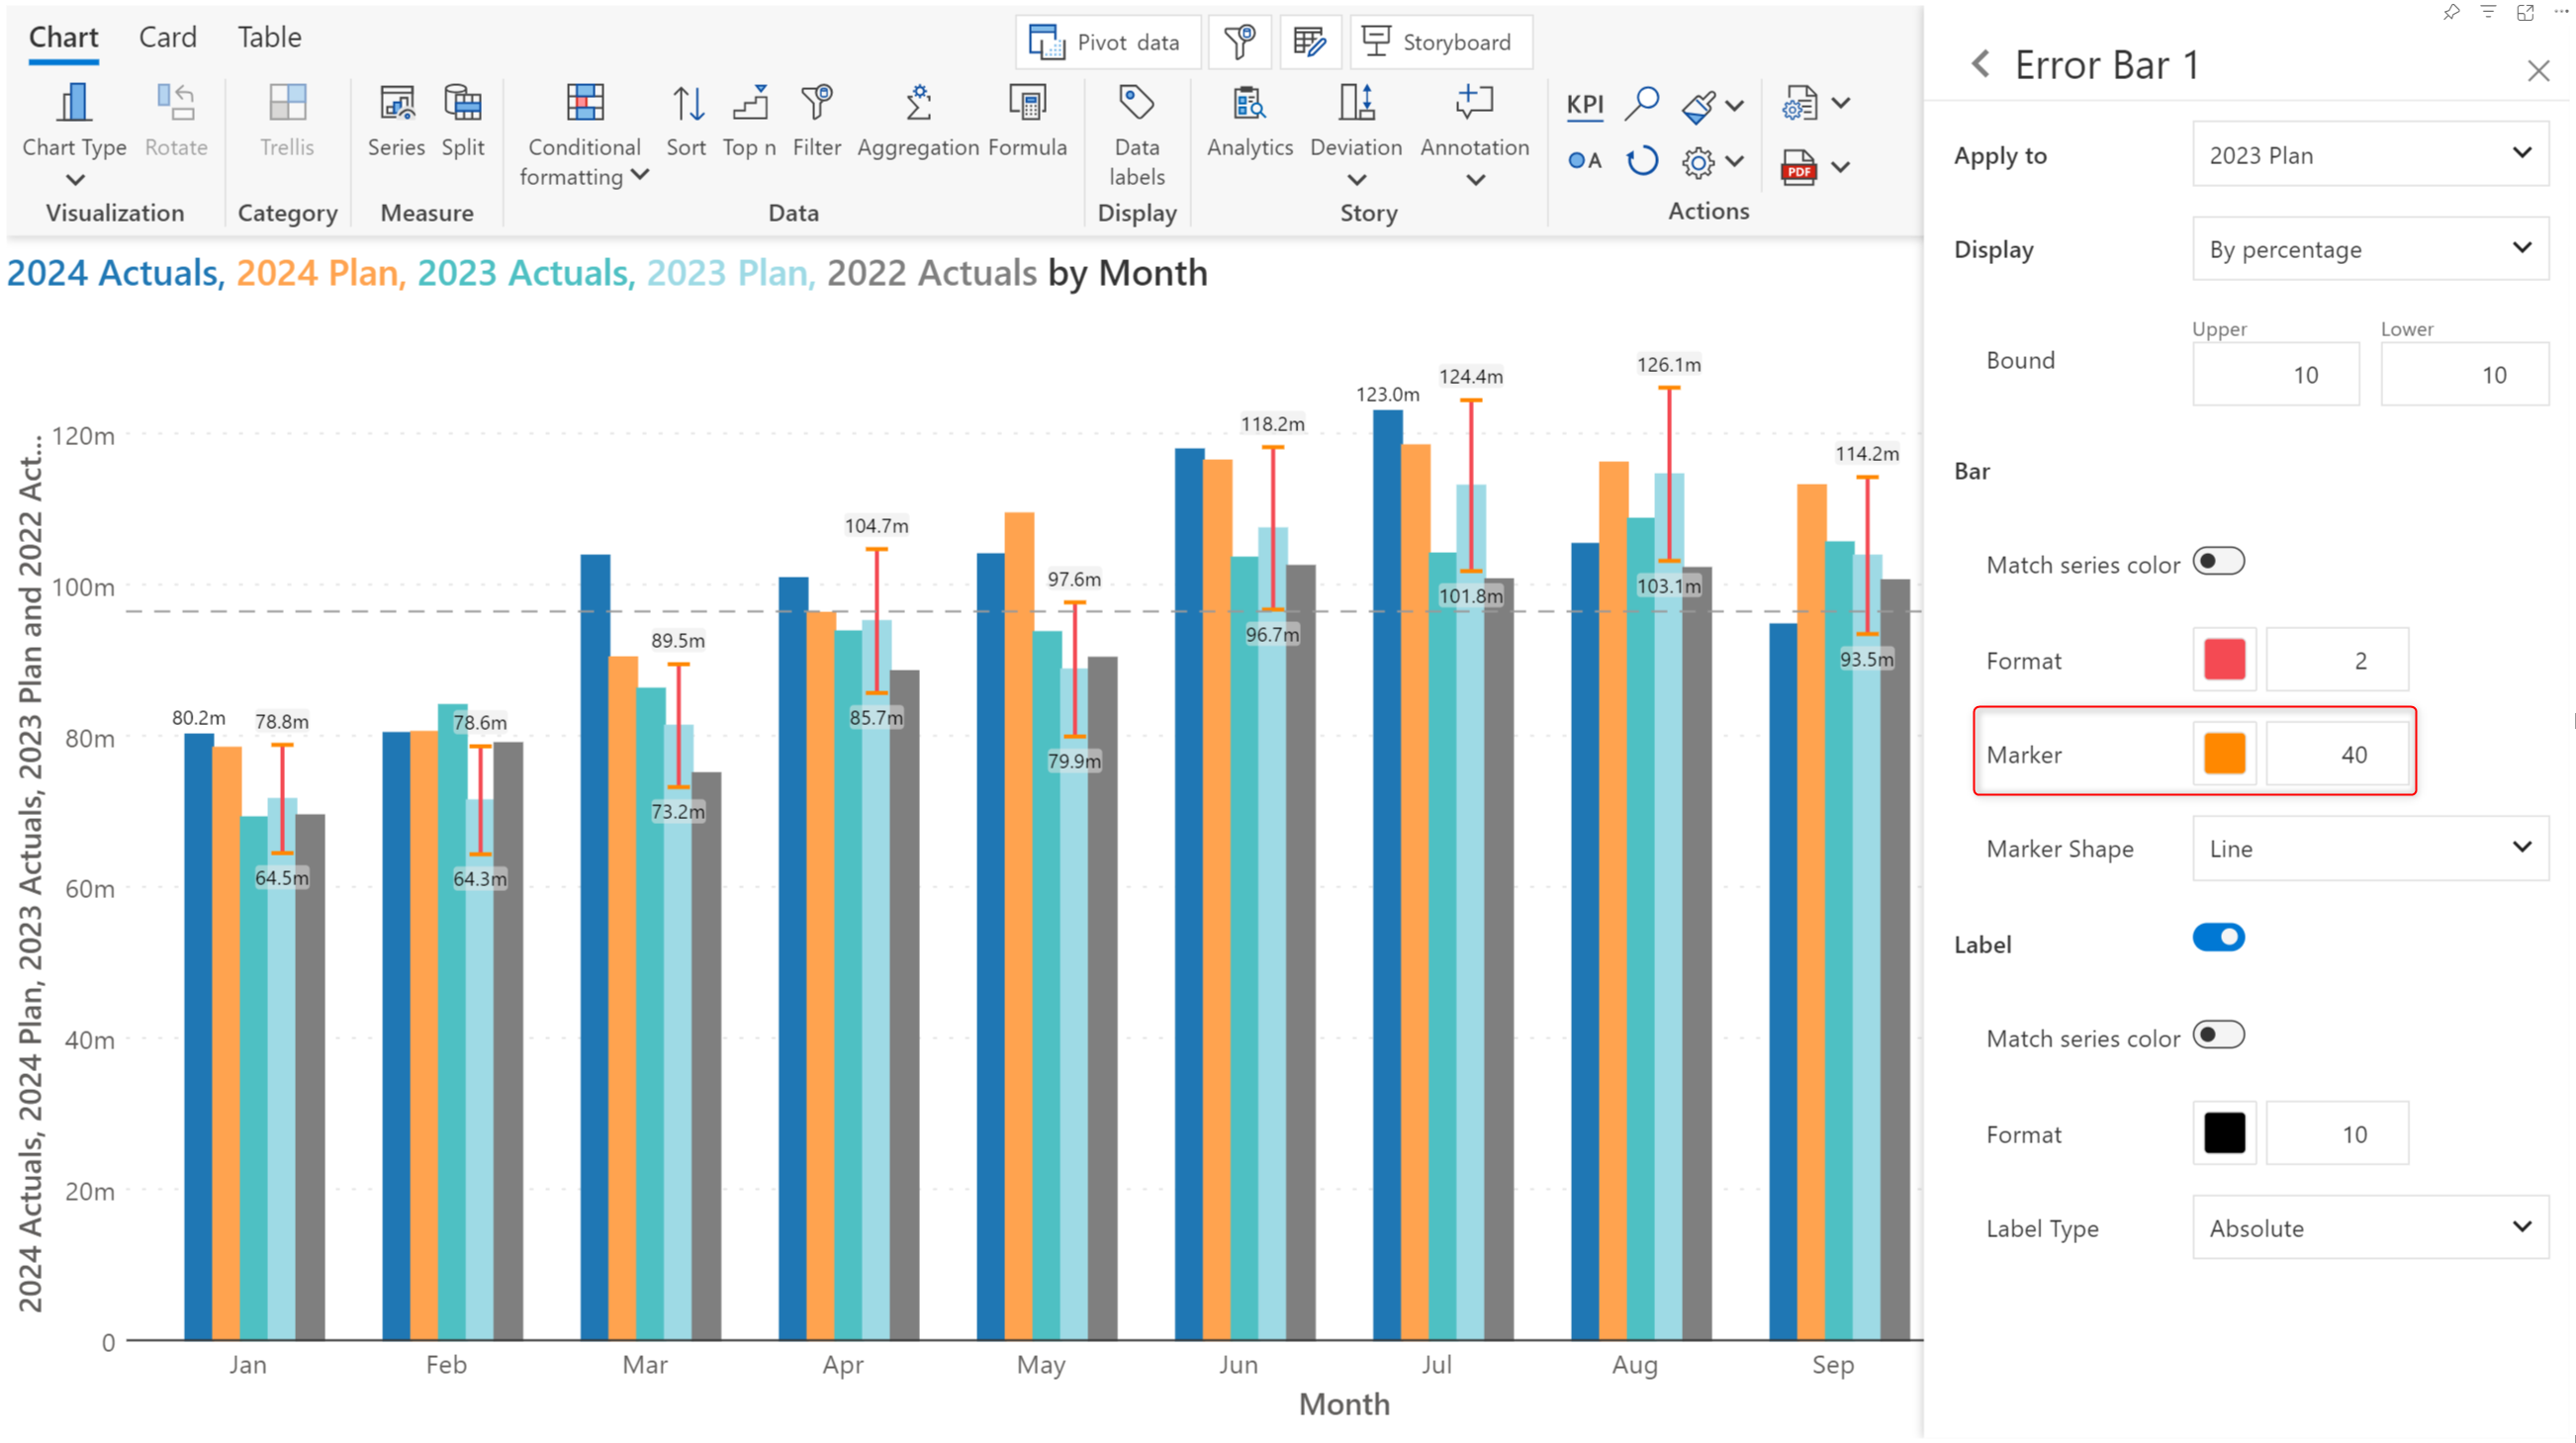 Chart Card Table
Pivot data
Storyboard
Chart Type
Rotate
Trellis
Series
Split
Conditional
formatting
Sort
Top n
Filter
Aggregation
Formula
Data
labels
Analytics
Deviation
Annotation
KPI
A
PDF
Visualization
Category
Measure
Data
Display
Story
Actions
2024 Actuals, 2024 Plan, 2023 Actuals, 2023 Plan, 2022 Actuals by Month
2024 Actuals, 2024 Plan, 2023 Actuals, 2023 Plan and 2022 Act...
120m
100m
80m
60m
40m
20m
0
80.2m
78.8m
64.5m
78.6m
64.3m
89.5m
73.2m
104.7m
85.7m
97.6m
79.9m
118.2m
96.7m
123.0m
124.4m
101.8m
126.1m
103.1m
114.2m
93.5m
Jan
Feb
Mar
Apr
May
Jun
Jul
Aug
Sep
Month
Error Bar 1
Apply to 2023 Plan
Display By percentage
Upper Lower
Bound 10 10
Bar
Match series color
Format 2
Marker 40
Marker Shape Line
Label
Match series color
Format 10
Label Type Absolute